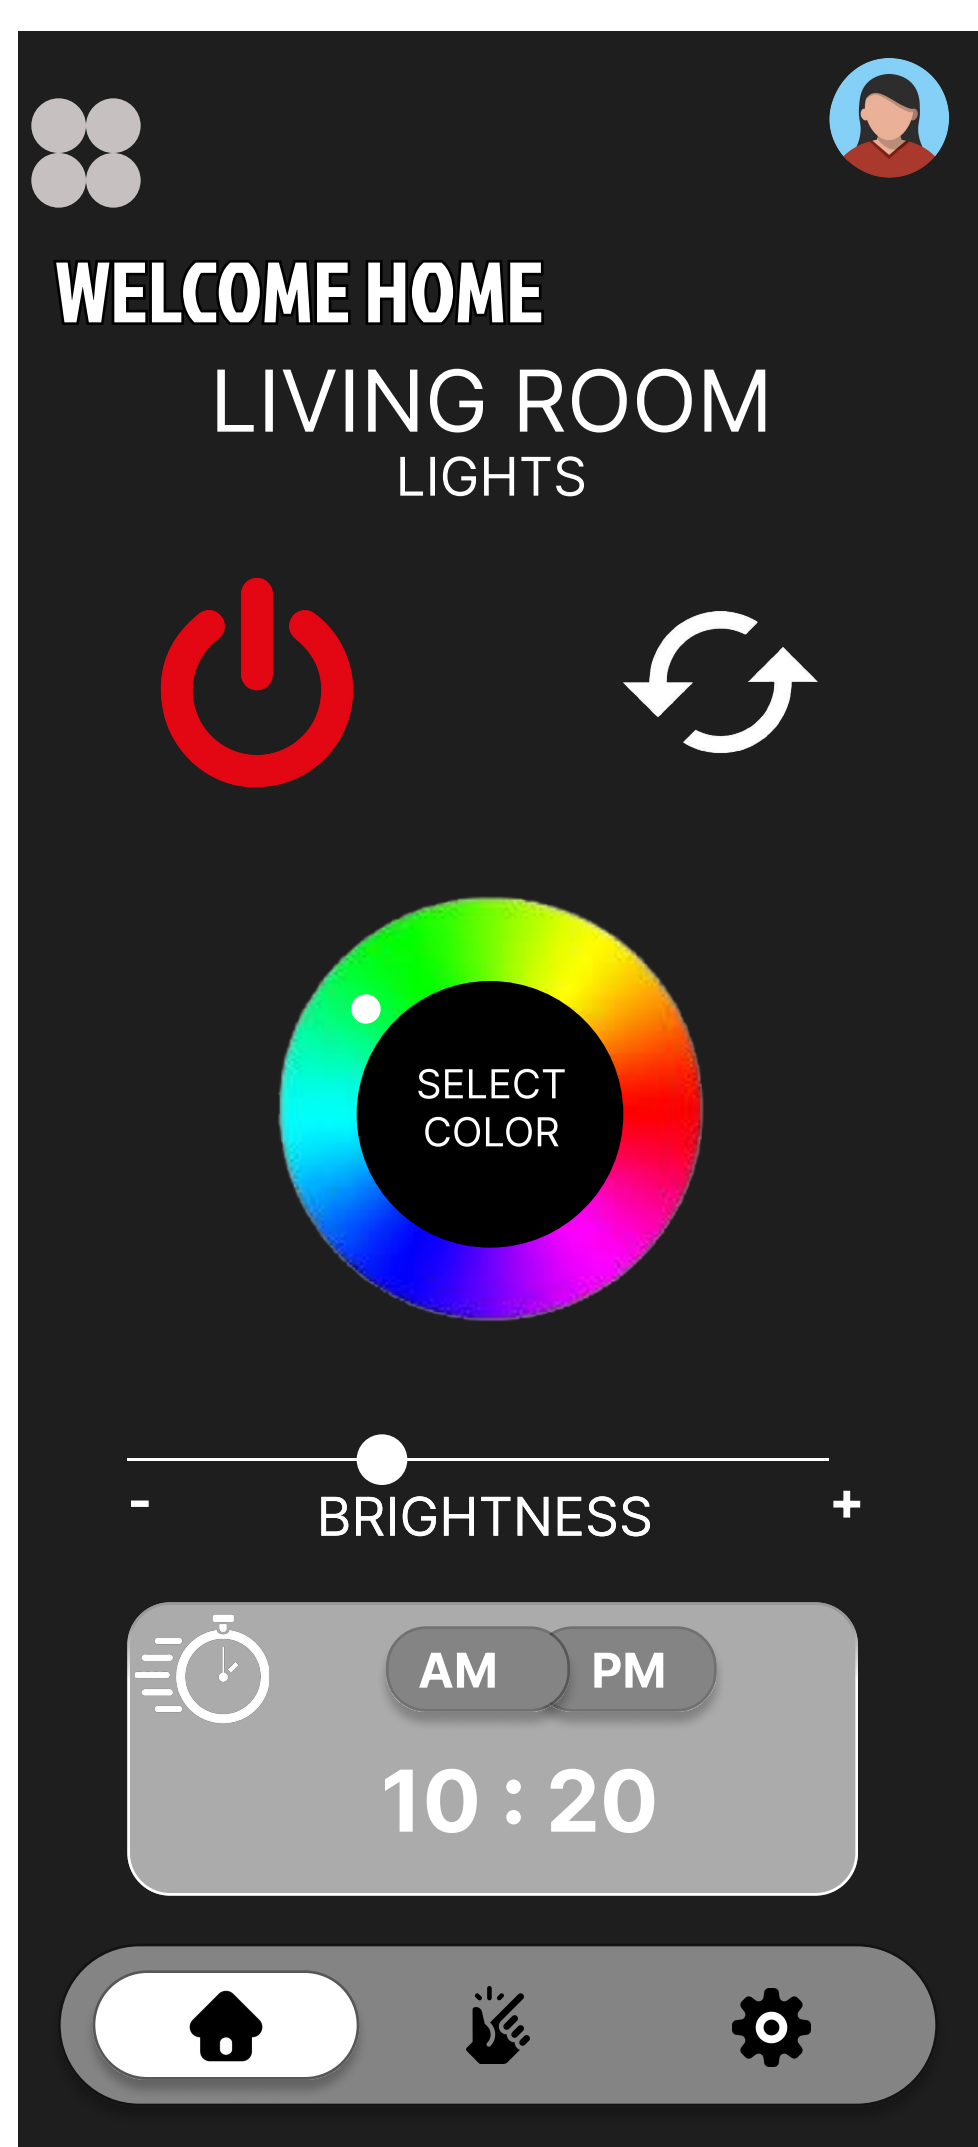 WELCOME HOME
LIVING ROOM
LIGHTS
SELECT
COLOR
- +
BRIGHTNESS
AM PM
10 : 20